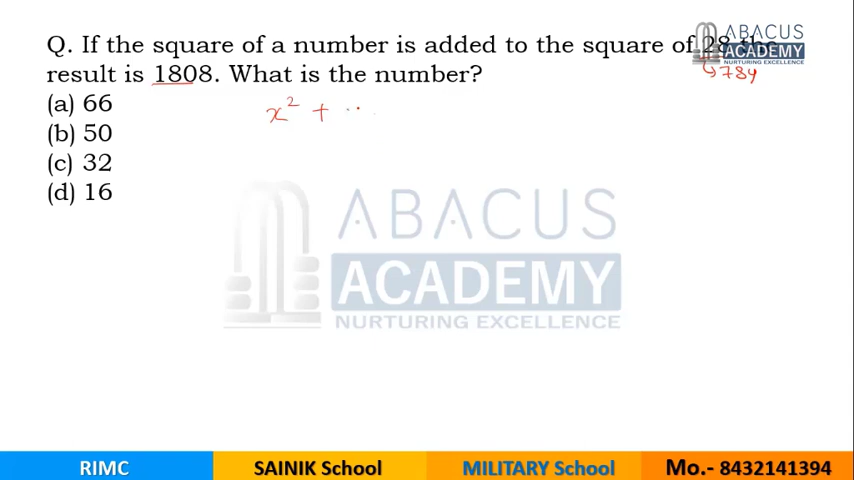 Q. If the square of a number is added to the square of 28 the
result is 1808. What is the number?
↳784
(a) 66
x² + ..
(b) 50
(c) 32
(d) 16
ABACUS
ACADEMY
NURTURING EXCELLENCE
ABACUS
ACADEMY
NURTURING EXCELLENCE
RIMC
SAINIK School
MILITARY School
Mo.- 8432141394